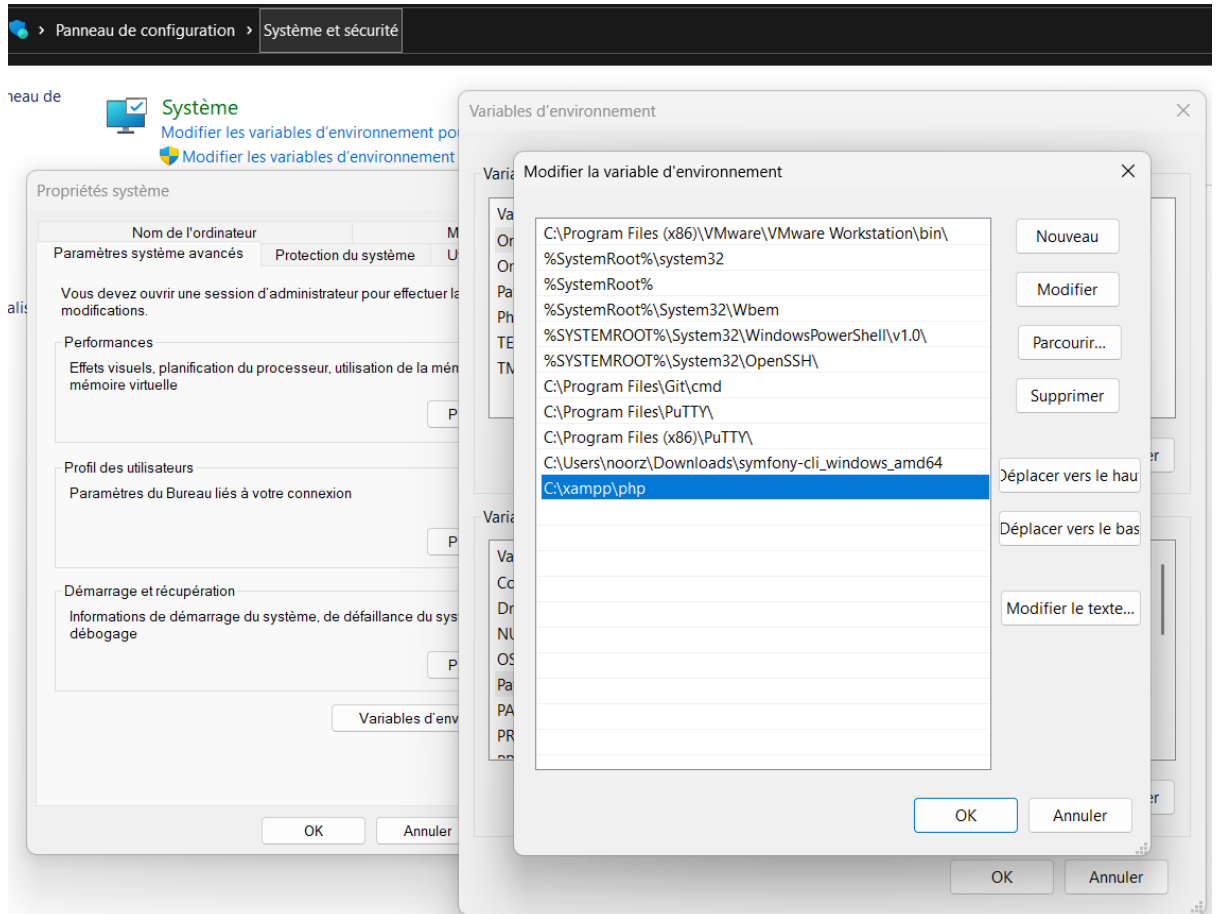 Panneau de configuration > Système et sécurité
neau de
Système
Modifier les variables d'environnement
Modifier les variables d'environnement
Propriétés système
Nom de l'ordinateur
Paramètres système avancés
Protection du système
Vous devez ouvrir une session d'administrateur pour effectuer
modifications.
Performances
Effets visuels, planification du processeur, utilisation de la
mémoire virtuelle
Profil des utilisateurs
Paramètres du Bureau liés à votre connexion
Démarrage et récupération
Informations de démarrage du système, de défaillance du
débogage
Variables d'env
OK
Annuler
Variables d'environnement
Modifier la variable d'environnement
C:\Program Files (x86)\VMware\VMware Workstation\bin\
%SystemRoot%\system32
%SystemRoot%
%SystemRoot%\System32\Wbem
%SYSTEMROOT%\System32\WindowsPowerShell\v1.0\
%SYSTEMROOT%\System32\OpenSSH\
C:\Program Files\Git\cmd
C:\Program Files\PuTTY\
C:\Program Files (x86)\PuTTY\
C:\Users\noorz\Downloads\symfony-cli_windows_amd64
C:\xampp\php
Nouveau
Modifier
Parcourir...
Supprimer
Déplacer vers le hau
Déplacer vers le bas
Modifier le texte...
OK
Annuler
OK
Annuler